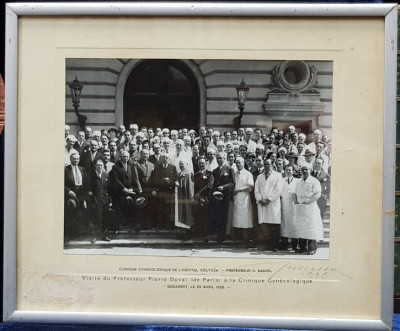 CLINIQUE GYNÉCOLOGIQUE DE L'HÔPITAL COLTZEA - PROFESSEUR C. DANIEL
Visite du Professeur Pierre Duval (de Paris) à la Clinique Gynécologique
BUCAREST, LE 20 AVRIL